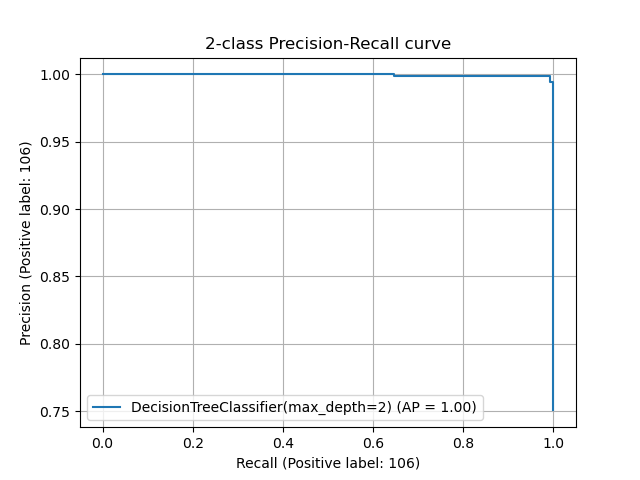 2-class Precision-Recall curve
Precision (Positive label: 106)
1.00
0.95
0.90
0.85
0.80
0.75
DecisionTreeClassifier(max_depth=2) (AP = 1.00)
0.0 0.2 0.4 0.6 0.8 1.0
Recall (Positive label: 106)